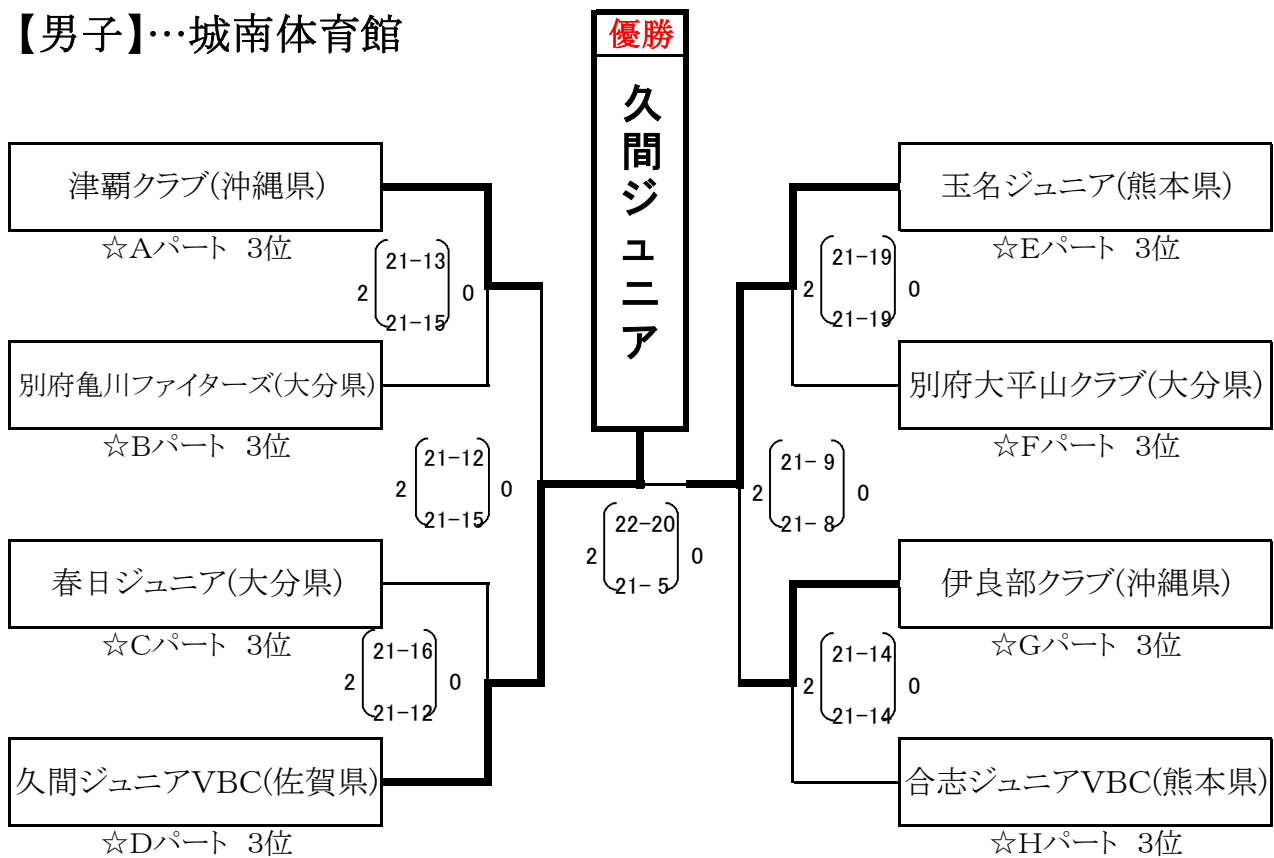 【男子】…城南体育館
優勝
久間ジュニア
津覇クラブ(沖縄県)
☆Aパート 3位
21-13
2 0
21-15
別府亀川ファイターズ(大分県)
☆Bパート 3位
21-12
2 0
21-15
春日ジュニア(大分県)
☆Cパート 3位
21-16
2 0
21-12
久間ジュニアVBC(佐賀県)
☆Dパート 3位
22-20
2 0
21- 5
玉名ジュニア(熊本県)
☆Eパート 3位
21-19
2 0
21-19
別府大平山クラブ(大分県)
☆Fパート 3位
21- 9
2 0
21- 8
伊良部クラブ(沖縄県)
☆Gパート 3位
21-14
2 0
21-14
合志ジュニアVBC(熊本県)
☆Hパート 3位